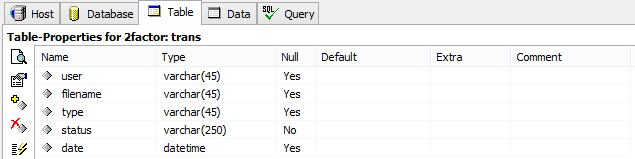 Host Database Table Data SQL Query
Table-Properties for 2factor: trans
Name Type Null Default Extra Comment
user varchar(45) Yes
filename varchar(45) Yes
type varchar(45) Yes
status varchar(250) No
date datetime Yes